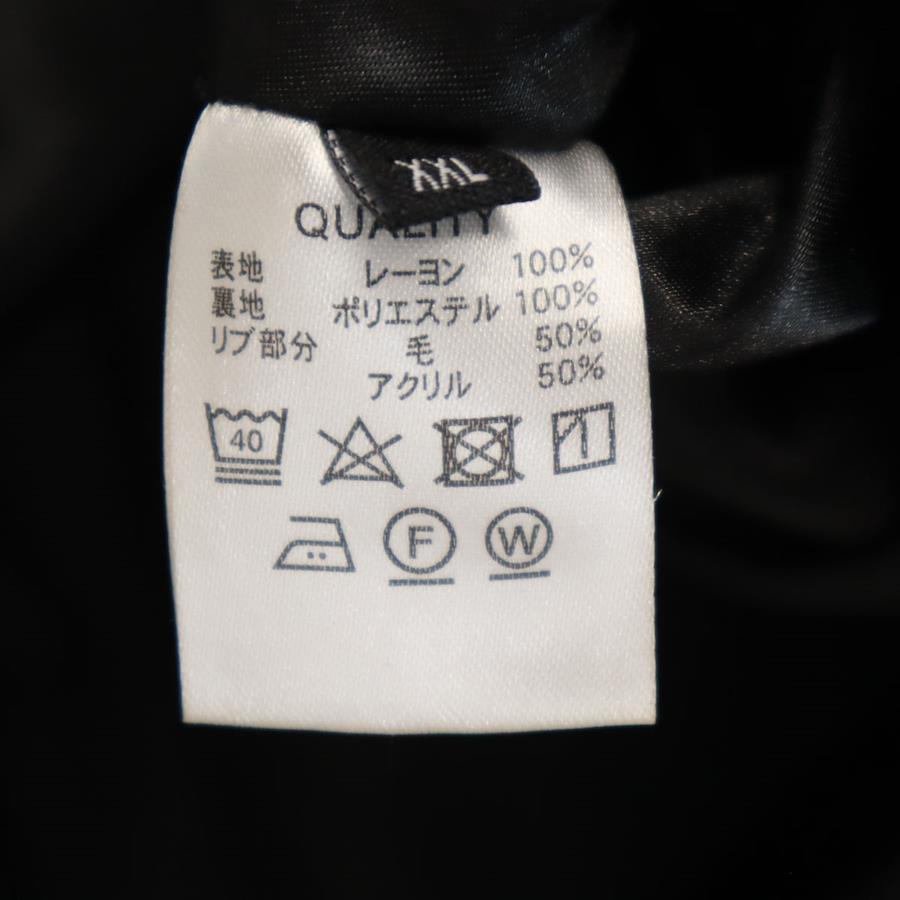 XXL
QUALITY
表地 レーヨン 100%
裏地 ポリエステル 100%
リブ部分 毛 50%
アクリル 50%
40
F W